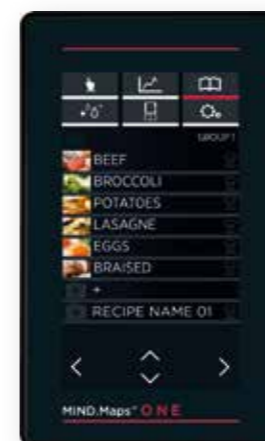 GROUP 1
BEEF
BROCCOLI
POTATOES
LASAGNE
EGGS
BRAISED
+
RECIPE NAME 01
MIND.Maps™ ONE